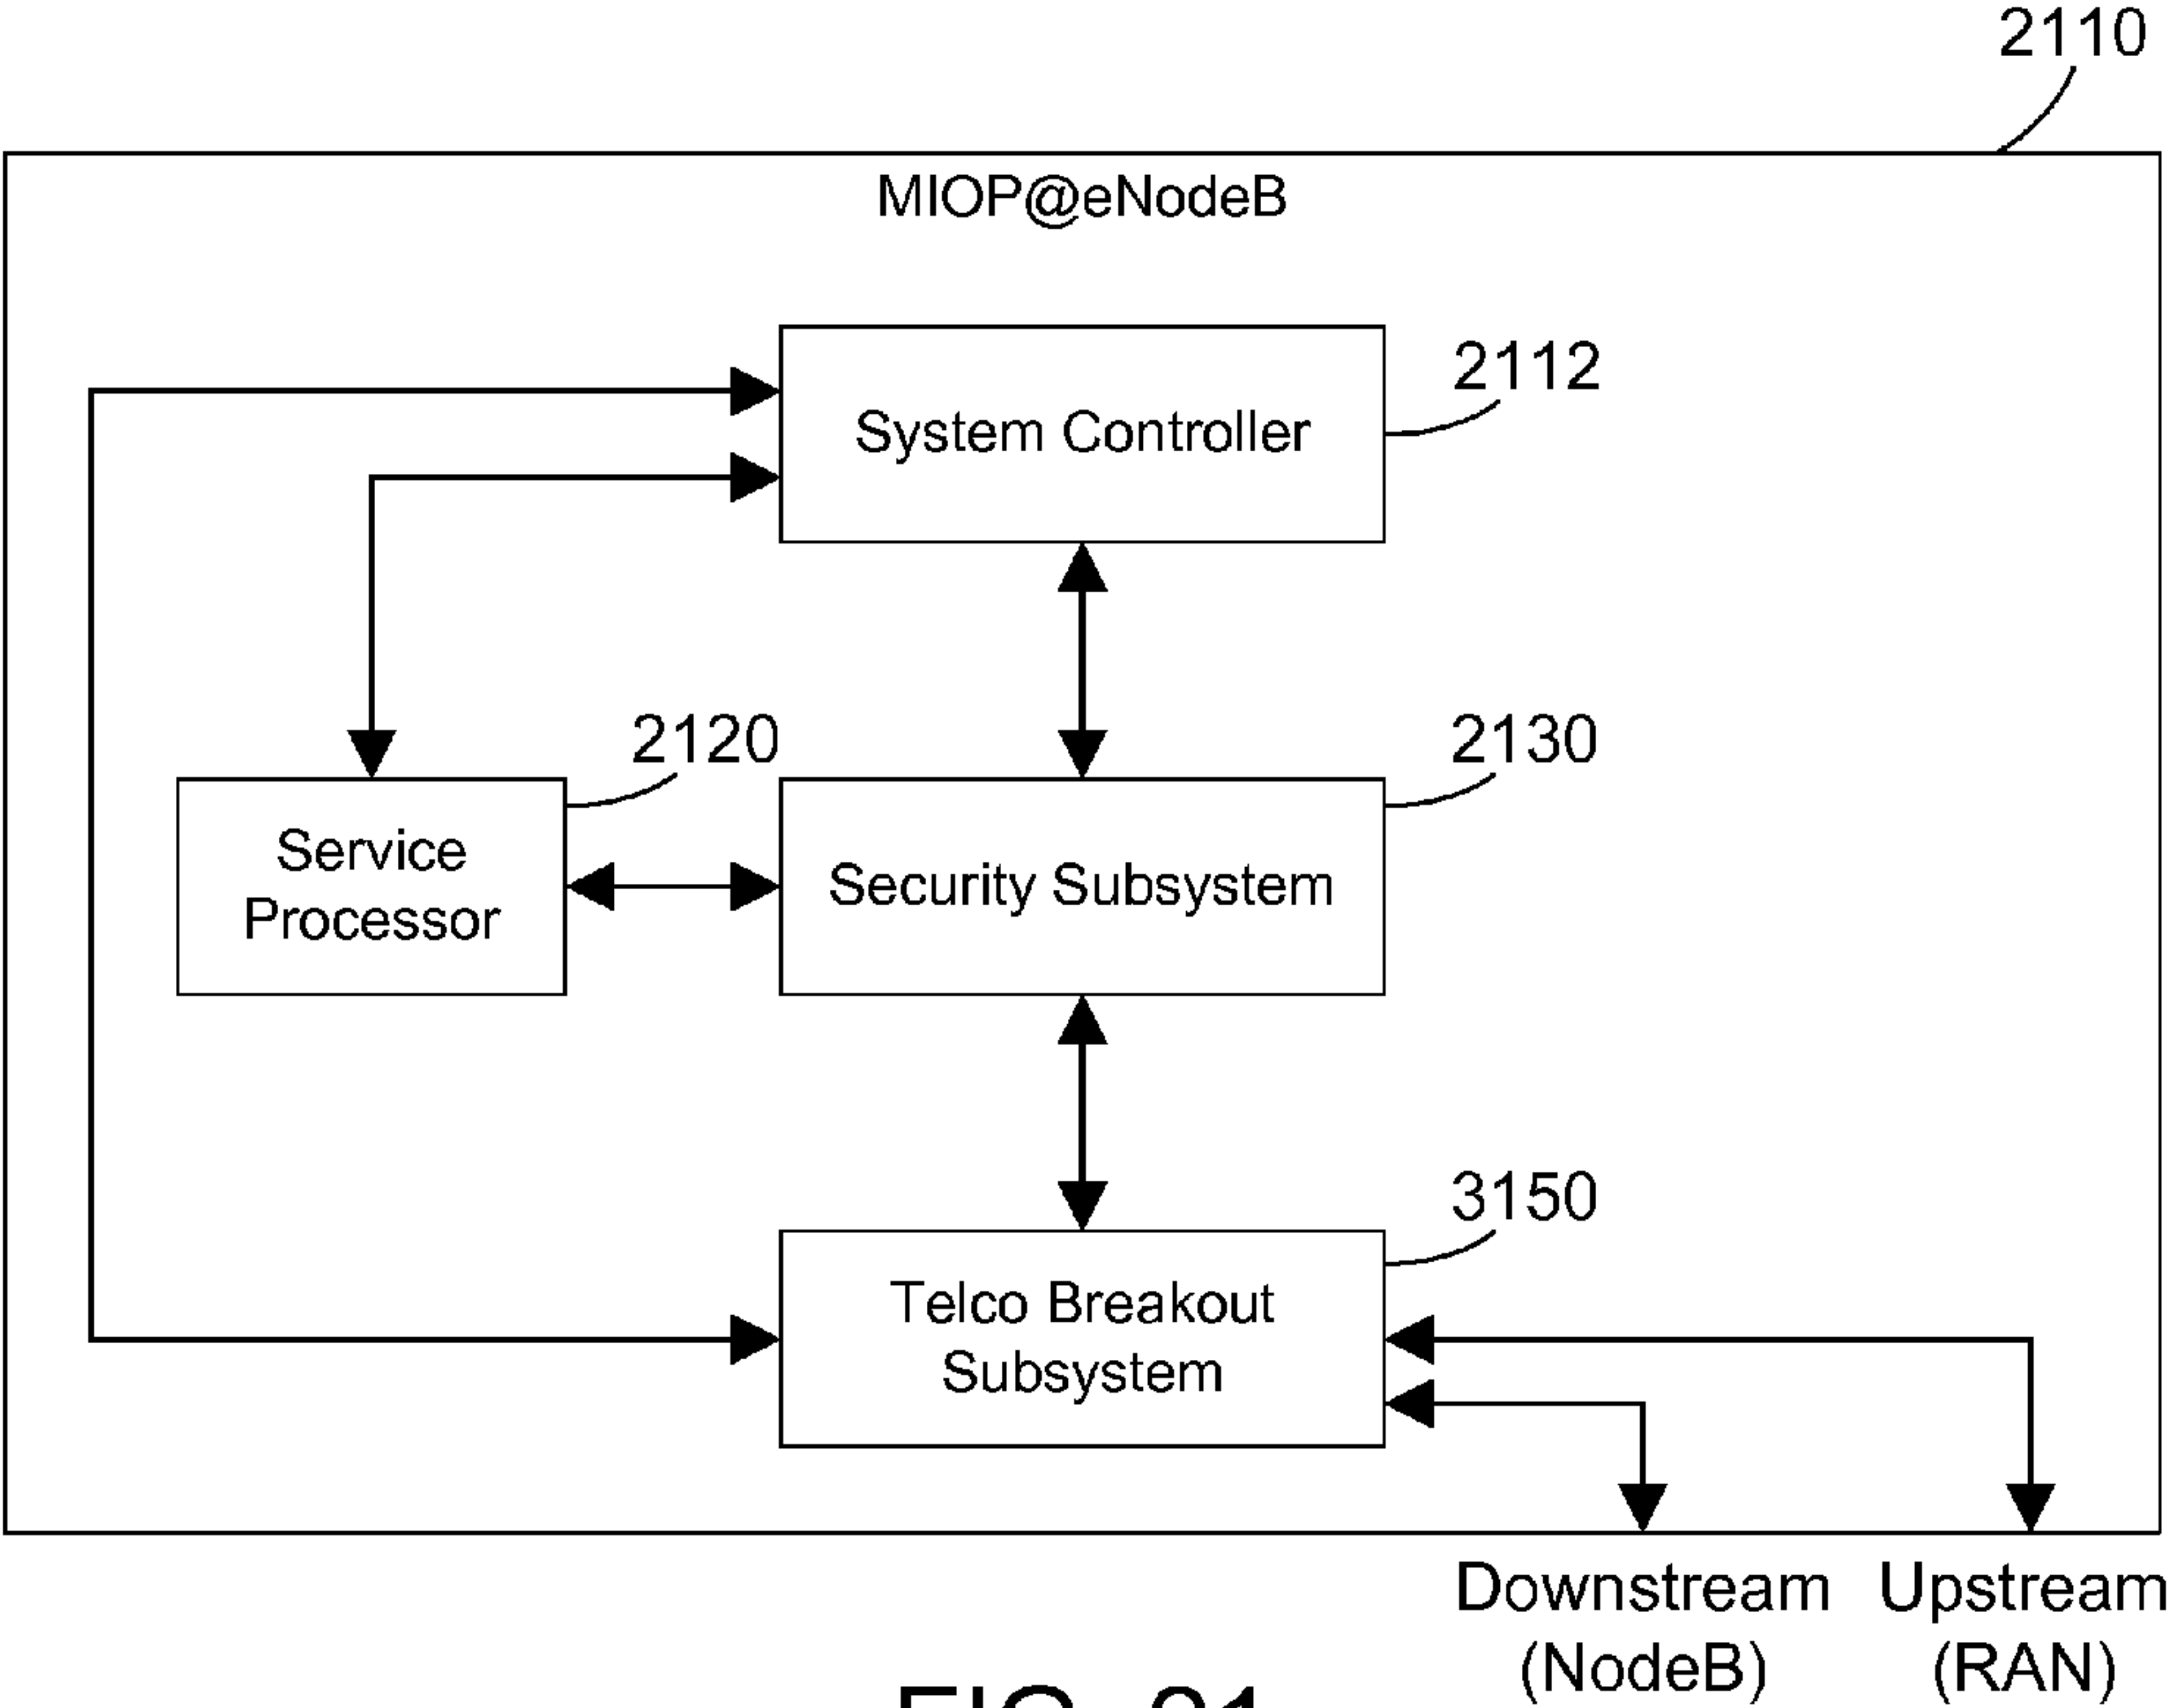 2110
MIOP@eNodeB
System Controller
2112
2120
2130
Service
Processor
Security Subsystem
3150
Telco Breakout
Subsystem
Downstream
(NodeB)
Upstream
(RAN)